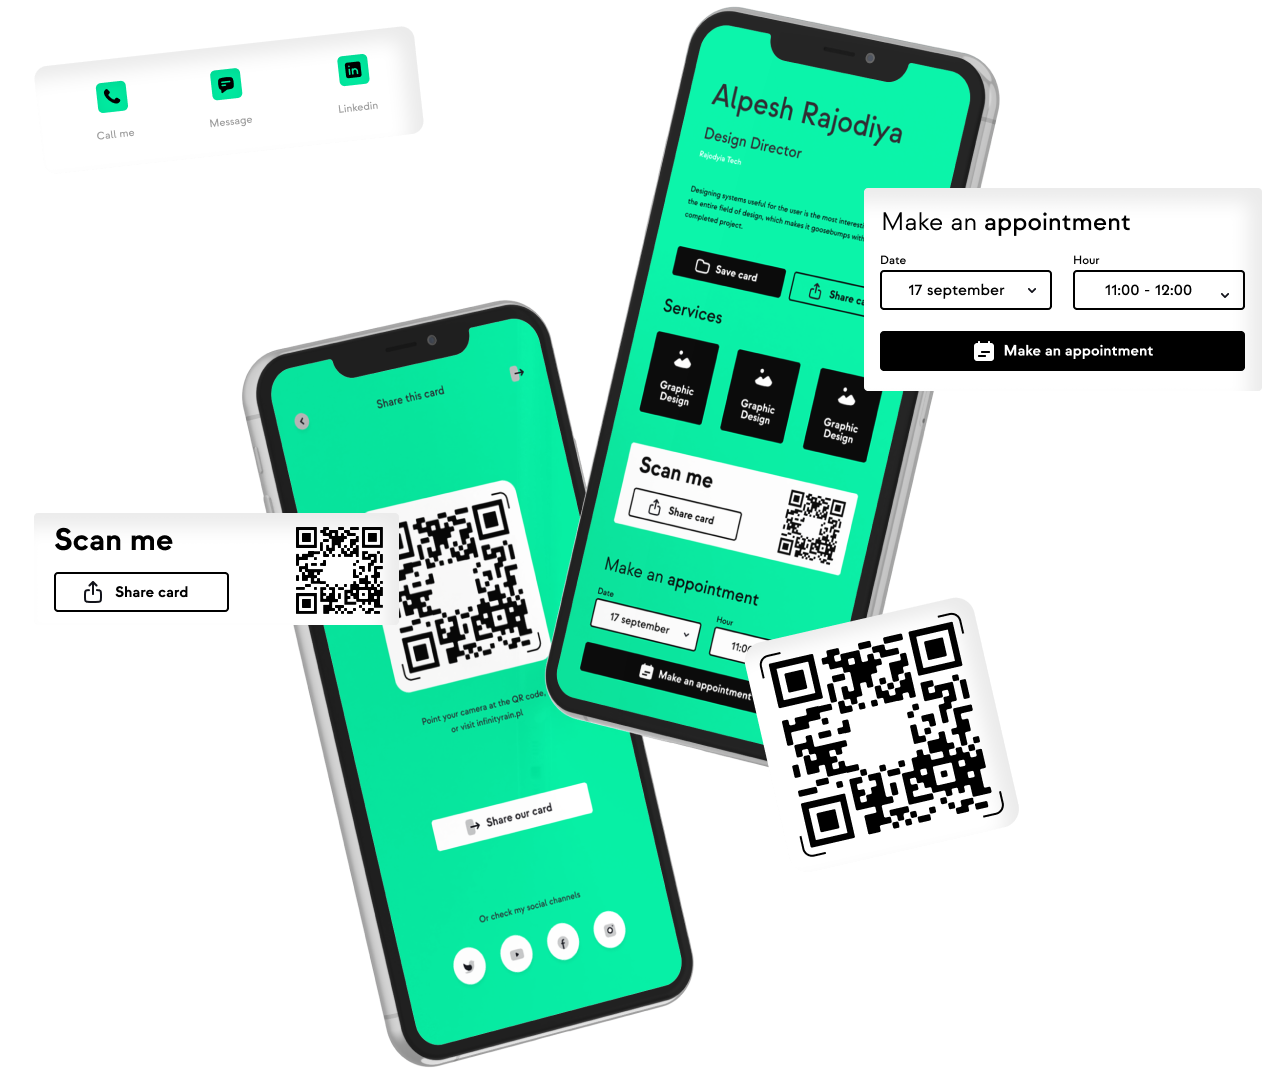 Call me
Message
Linkedin
Alpesh Rajodiya
Design Director
Rajodyia Tech
Designing systems useful for the user is the most interesti
the entire field of design, which makes it goosebumps with
completed project.
Save card
Share ca
Services
Graphic
Design
Graphic
Design
Graphic
Design
Scan me
Share card
Make an appointment
Date
Hour
17 september
11:00
Make an appointment
Make an appointment
Date
Hour
17 september
11:00 - 12:00
Make an appointment
Share this card
Point your camera at the QR code,
or visit infinityrain.pl
Share our card
Or check my social channels
Scan me
Share card